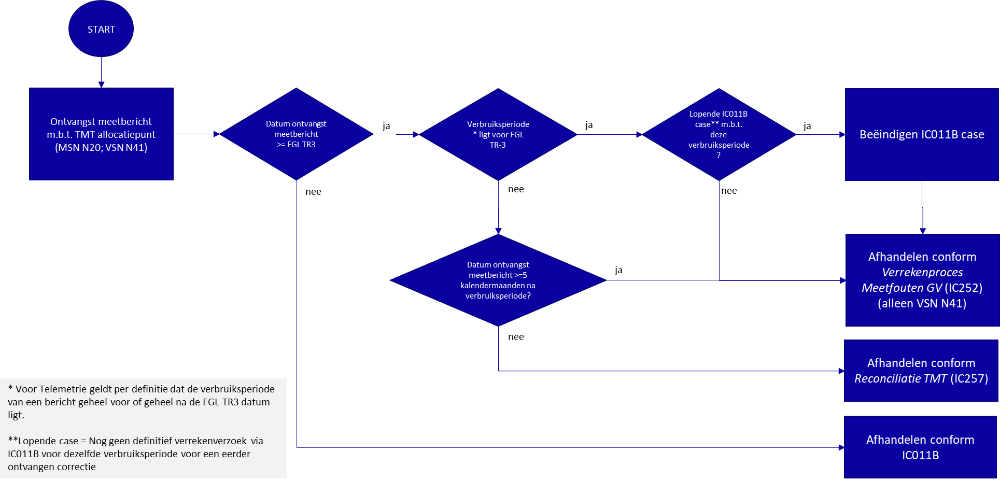 START
Ontvangst meetbericht
m.b.t. TMT allocatiepunt
(MSN N20; VSN N41)
Datum ontvangst
meetbericht
>= FGL TR3
ja
Verbruiksperiode
* ligt voor FGL
TR-3
ja
Lopende IC011B
case** m.b.t.
deze
verbruiksperiode
?
ja
Beëindigen IC011B case
nee
nee
nee
Datum ontvangst
meetbericht >=5
kalendermaanden na
verbruiksperiode?
ja
Afhandelen conform
Verrekenproces
Meetfouten GV (IC252)
(alleen VSN N41)
nee
Afhandelen conform
Reconciliatie TMT (IC257)
Afhandelen conform
IC011B
* Voor Telemetrie geldt per definitie dat de verbruiksperiode
van een bericht geheel voor of geheel na de FGL-TR3 datum
ligt.
**Lopende case = Nog geen definitief verrekenverzoek via
IC011B voor dezelfde verbruiksperiode voor een eerder
ontvangen correctie